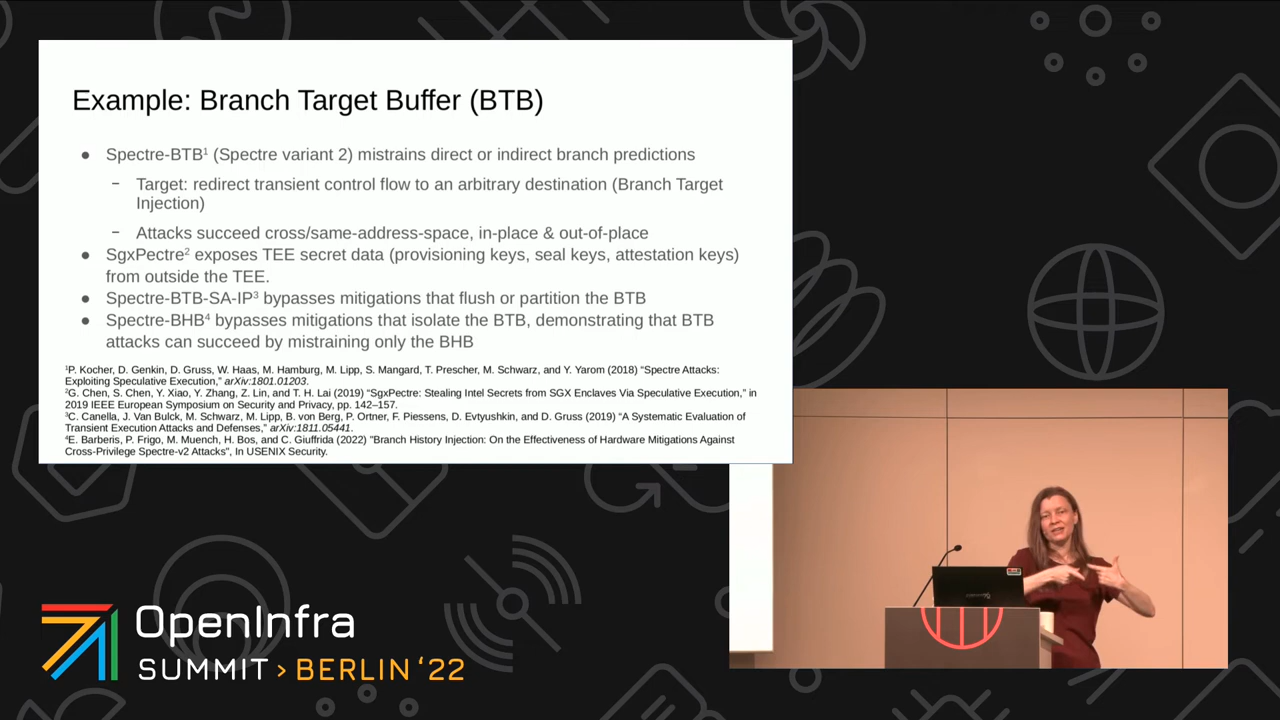 Example: Branch Target Buffer (BTB)
● Spectre-BTB¹ (Spectre variant 2) mistrains direct or indirect branch predictions
– Target: redirect transient control flow to an arbitrary destination (Branch Target
Injection)
– Attacks succeed cross/same-address-space, in-place & out-of-place
● SgxPectre² exposes TEE secret data (provisioning keys, seal keys, attestation keys)
from outside the TEE.
● Spectre-BTB-SA-IP³ bypasses mitigations that flush or partition the BTB
● Spectre-BHB⁴ bypasses mitigations that isolate the BTB, demonstrating that BTB
attacks can succeed by mistraining only the BHB
¹P. Kocher, D. Genkin, D. Gruss, W. Haas, M. Hamburg, M. Lipp, S. Mangard, T. Prescher, M. Schwarz, and Y. Yarom (2018) “Spectre Attacks:
Exploiting Speculative Execution,” arXiv:1801.01203.
²G. Chen, S. Chen, Y. Xiao, Y. Zhang, Z. Lin, and T. H. Lai (2019) “SgxPectre: Stealing Intel Secrets from SGX Enclaves Via Speculative Execution,” in
2019 IEEE European Symposium on Security and Privacy, pp. 142–157.
³C. Canella, J. Van Bulck, M. Schwarz, M. Lipp, B. von Berg, P. Ortner, F. Piessens, D. Evtyushkin, and D. Gruss (2019) “A Systematic Evaluation of
Transient Execution Attacks and Defenses,” arXiv:1811.05441.
⁴E. Barberis, P. Frigo, M. Muench, H. Bos, and C. Giuffrida (2022) "Branch History Injection: On the Effectiveness of Hardware Mitigations Against
Cross-Privilege Spectre-v2 Attacks", In USENIX Security.
OpenInfra
SUMMIT › BERLIN ‘22